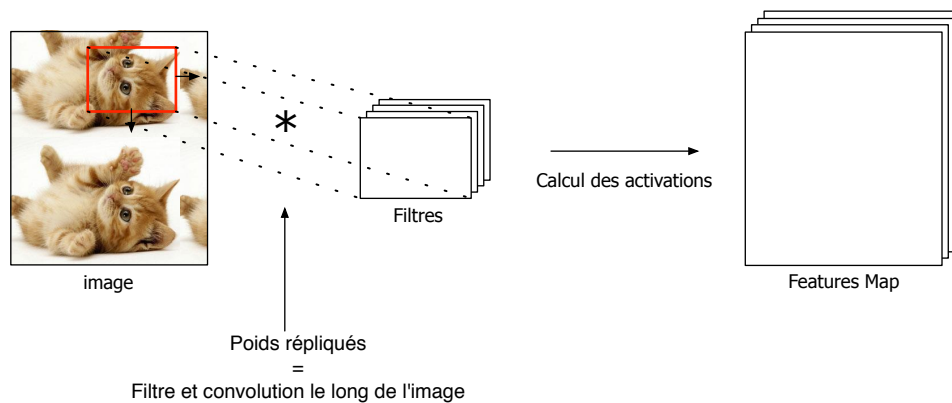 *
Calcul des activations
Filtres
image
Features Map
Poids répliqués
=
Filtre et convolution le long de l'image